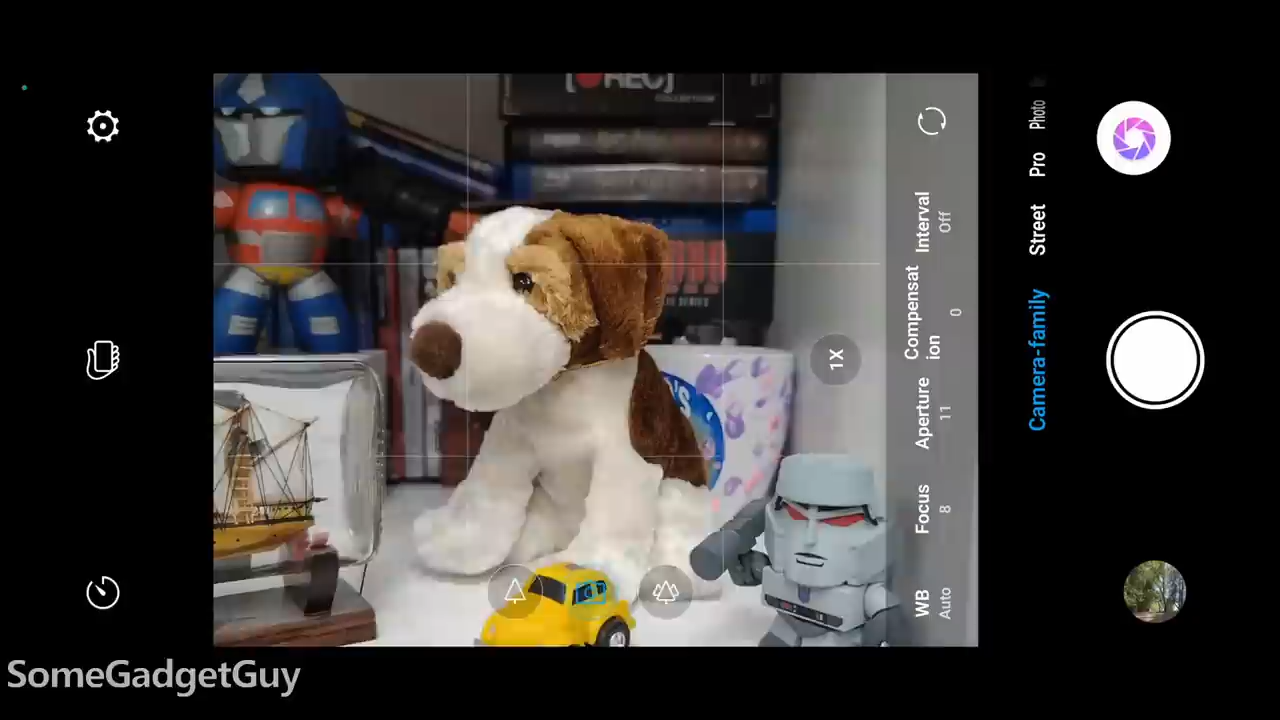 [REC]
COLLECTION
Photo
Pro
Street
Camera-family
Interval
Off
Compensat
ion
0
Aperture
11
Focus
8
WB
Auto
1X
SomeGadgetGuy